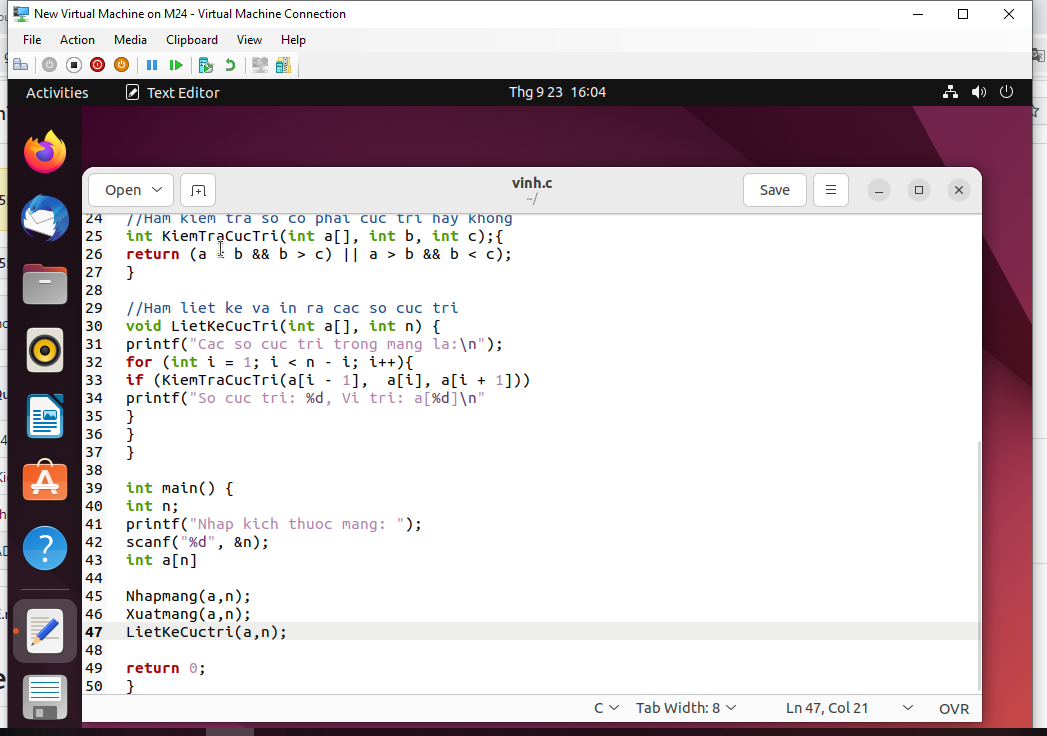 New Virtual Machine on M24 - Virtual Machine Connection
File Action Media Clipboard View Help
Activities Text Editor Thg 9 23 16:04
Open vinh.c Save
~/
24 //Ham kiem tra so co phai cuc tri hay khong
25 int KiemTraCucTri(int a[], int b, int c);{
26 return (a < b && b > c) || a > b && b < c);
27 }
28
29 //Ham liet ke va in ra cac so cuc tri
30 void LietKeCucTri(int a[], int n) {
31 printf("Cac so cuc tri trong mang la:\n");
32 for (int i = 1; i < n - i; i++){
33 if (KiemTraCucTri(a[i - 1],  a[i], a[i + 1]))
34 printf("So cuc tri: %d, Vi tri: a[%d]\n"
35 }
36 }
37 }
38
39 int main() {
40 int n;
41 printf("Nhap kich thuoc mang: ");
42 scanf("%d", &n);
43 int a[n]
44
45 Nhapmang(a,n);
46 Xuatmang(a,n);
47 LietKeCuctri(a,n);
48
49 return 0;
50 }
C Tab Width: 8 Ln 47, Col 21 OVR